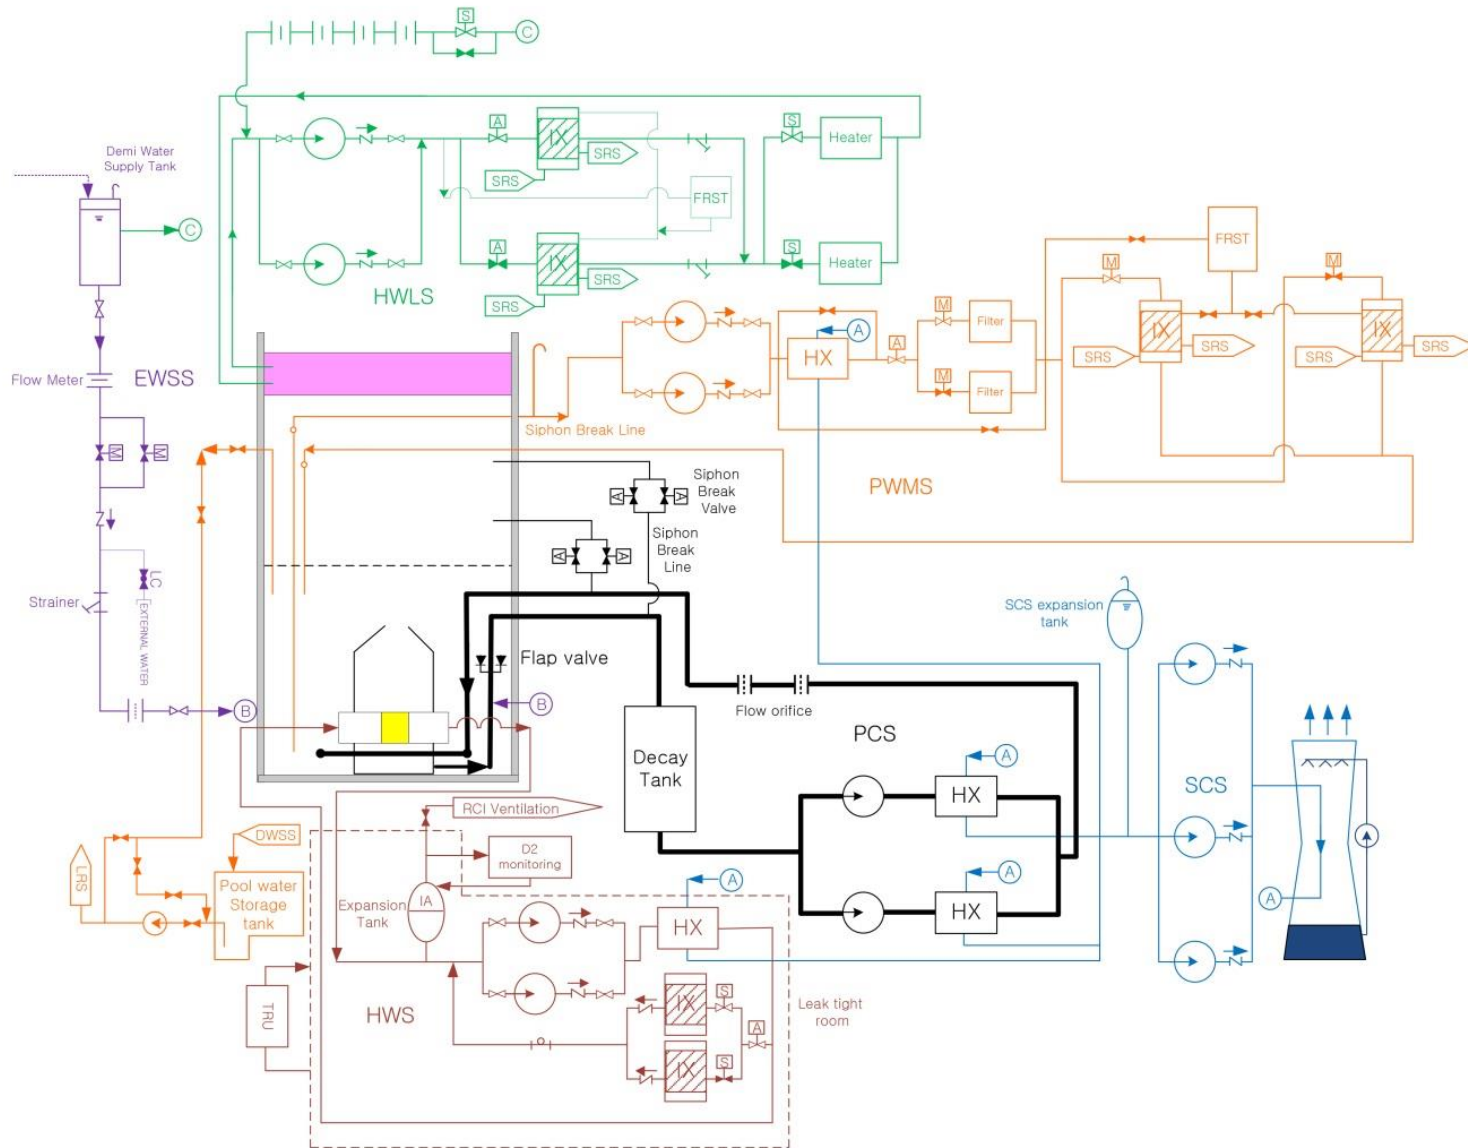 S
C
Demi Water
Supply Tank
C
A
IX
SRS
SRS
FRST
S
Heater
A
IX
SRS
SRS
S
Heater
HWLS
Flow Meter
EWSS
M
M
Strainer
LC
EXTERNAL WATER
B
Siphon Break Line
A
HX
A
M
Filter
M
Filter
FRST
M
IX
SRS
SRS
M
IX
SRS
SRS
PWMS
Siphon
Break
Valve
A
A
Siphon
Break
Line
A
A
Flap valve
B
Flow orifice
Decay
Tank
PCS
A
HX
A
HX
SCS expansion
tank
SCS
A
RCI Ventilation
D2
monitoring
IA
Expansion
Tank
A
HX
HWS
IX
S
A
IX
S
Leak tight
room
DWSS
LRS
Pool water
Storage
tank
TRU